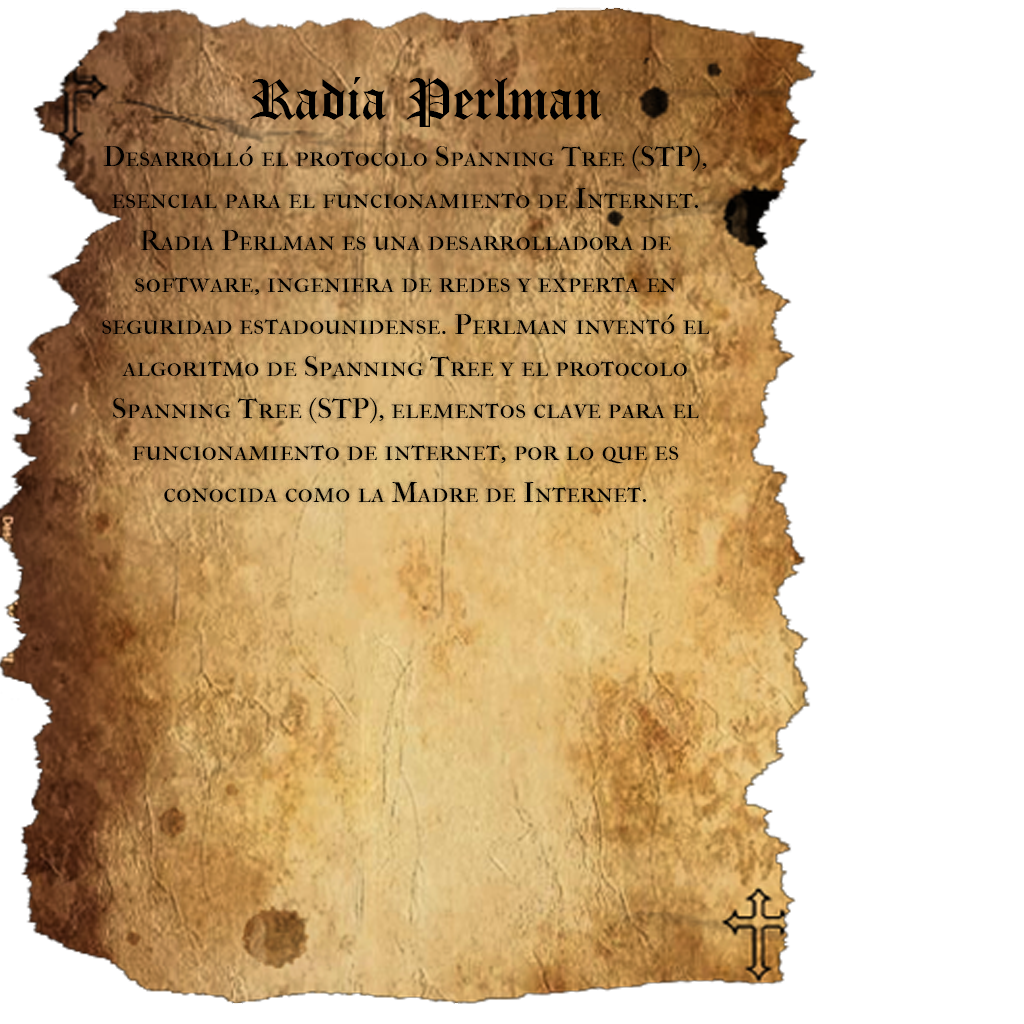 Radia Perlman
Desarrolló el protocolo Spanning Tree (STP),
esencial para el funcionamiento de Internet.
Radia Perlman es una desarrolladora de
software, ingeniera de redes y experta en
seguridad estadounidense. Perlman inventó el
algoritmo de Spanning Tree y el protocolo
Spanning Tree (STP), elementos clave para el
funcionamiento de internet, por lo que es
conocida como la Madre de Internet.